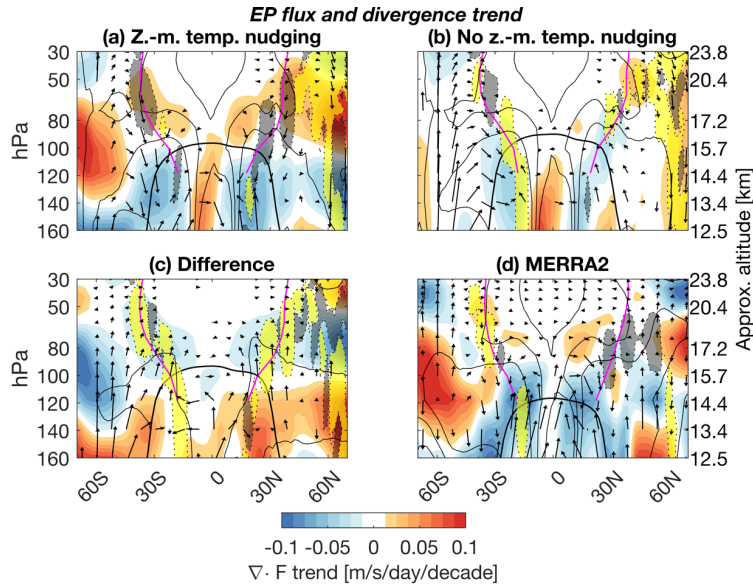 EP flux and divergence trend
(a) Z.-m. temp. nudging
(b) No z.-m. temp. nudging
30
50
80
100
120
140
160
hPa
23.8
20.4
17.2
15.7
14.4
13.4
12.5
(c) Difference
(d) MERRA2
30
50
80
100
120
140
160
hPa
23.8
20.4
17.2
15.7
14.4
13.4
12.5
Approx. altitude [km]
60S
30S
0
30N
60N
60S
30S
0
30N
60N
-0.1
-0.05
0
0.05
0.1
∇· F trend [m/s/day/decade]